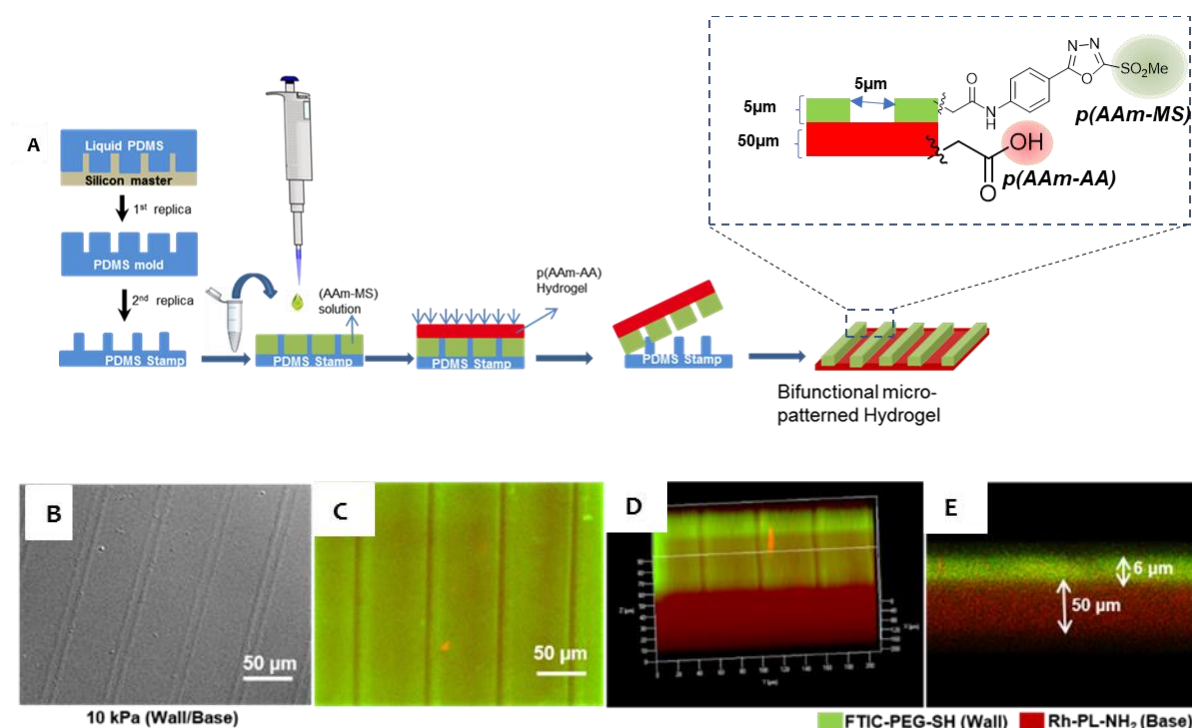 A
Liquid PDMS
Silicon master
1st replica
PDMS mold
2nd replica
PDMS Stamp
(AAm-MS)
solution
PDMS Stamp
p(AAm-AA)
Hydrogel
PDMS Stamp
PDMS Stamp
Bifunctional micro-
patterned Hydrogel
5µm
5µm
50µm
O
N
H
N N
O
SO2Me
p(AAm-MS)
OH
O
p(AAm-AA)
B
50 µm
10 kPa (Wall/Base)
C
50 µm
D
E
6 µm
50 µm
FTIC-PEG-SH (Wall)
Rh-PL-NH2 (Base)